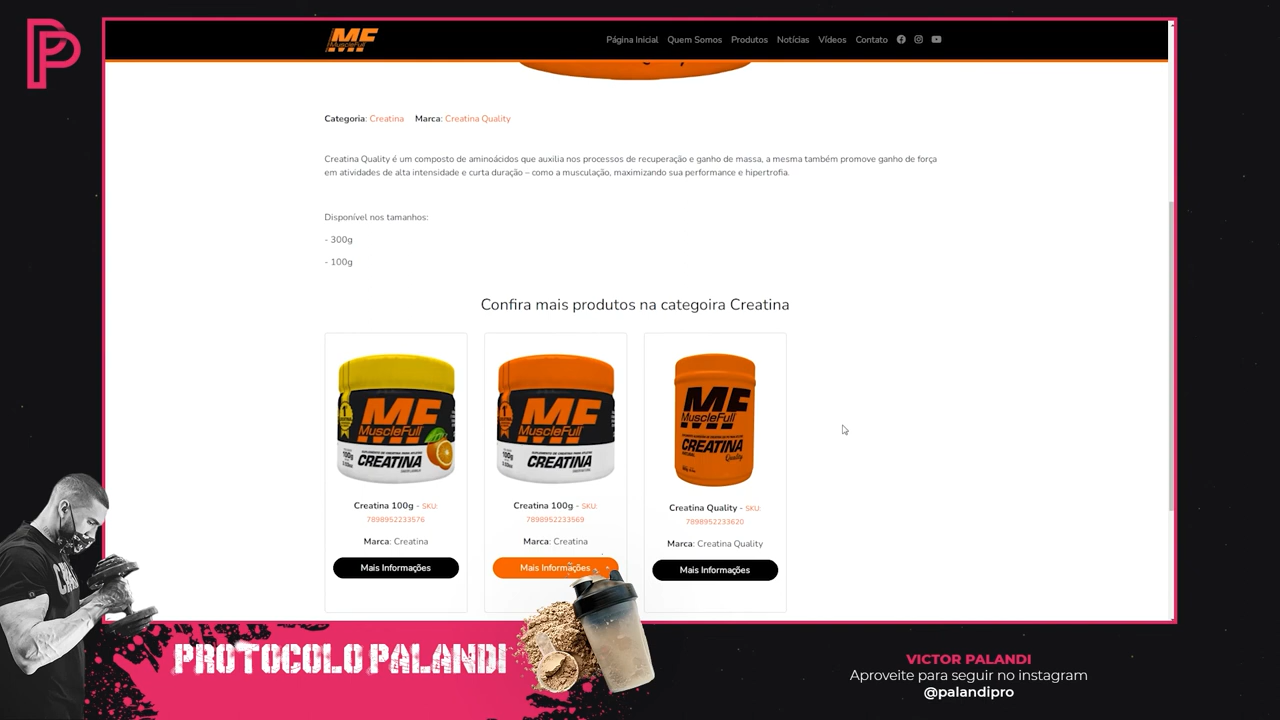 MF
MuscleFull
Página Inicial Quem Somos Produtos Notícias Vídeos Contato
Categoria: Creatina Marca: Creatina Quality
Creatina Quality é um composto de aminoácidos que auxilia nos processos de recuperação e ganho de massa, a mesma também promove ganho de força
em atividades de alta intensidade e curta duração – como a musculação, maximizando sua performance e hipertrofia.
Disponível nos tamanhos:
- 300g
- 100g
Confira mais produtos na categoira Creatina
MF
MuscleFull
100g
CREATINA
MF
MuscleFull
100g
CREATINA
MF
MuscleFull
CREATINA
Quality
Creatina 100g - SKU:
7898952233576
Marca: Creatina
Mais Informações
Creatina 100g - SKU:
7898952233569
Marca: Creatina
Mais Informações
Creatina Quality - SKU:
7898952233620
Marca: Creatina Quality
Mais Informações
PROTOCOLO PALANDI
VICTOR PALANDI
Aproveite para seguir no instagram
@palandipro